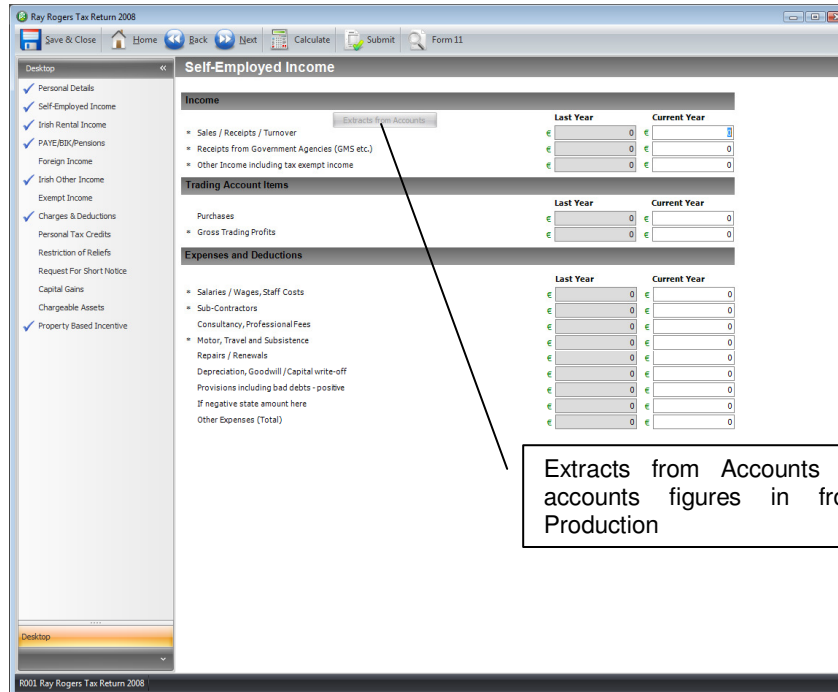 Ray Rogers Tax Return 2008
Save & Close Home Back Next Calculate Submit Form 11
Desktop «
Personal Details
Self-Employed Income
Irish Rental Income
PAYE/BIK/Pensions
Foreign Income
Irish Other Income
Exempt Income
Charges & Deductions
Personal Tax Credits
Restriction of Reliefs
Request For Short Notice
Capital Gains
Chargeable Assets
Property Based Incentive
Desktop
Self-Employed Income
Income
Extracts from Accounts
Last Year Current Year
* Sales / Receipts / Turnover € 0 € 0
* Receipts from Government Agencies (GMS etc.) € 0 € 0
* Other Income including tax exempt income € 0 € 0
Trading Account Items
Last Year Current Year
Purchases € 0 € 0
* Gross Trading Profits € 0 € 0
Expenses and Deductions
Last Year Current Year
* Salaries / Wages, Staff Costs € 0 € 0
* Sub-Contractors € 0 € 0
Consultancy, Professional Fees € 0 € 0
* Motor, Travel and Subsistence € 0 € 0
Repairs / Renewals € 0 € 0
Depreciation, Goodwill / Capital write-off € 0 € 0
Provisions including bad debts - positive € 0 € 0
If negative state amount here € 0 € 0
Other Expenses (Total) € 0 € 0
Extracts from Accounts
accounts figures in fro
Production
R001 Ray Rogers Tax Return 2008